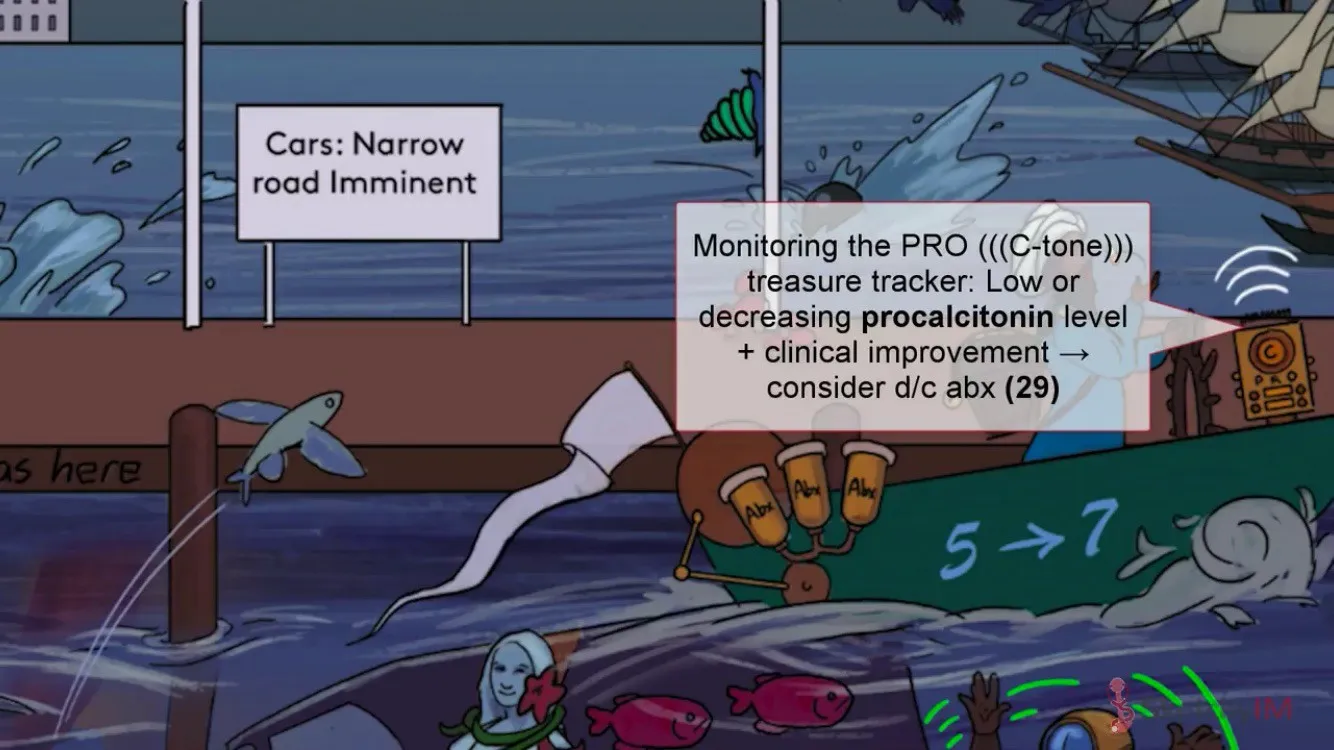 Cars: Narrow
road Imminent
Monitoring the PRO (((C-tone)))
treasure tracker: Low or
decreasing procalcitonin level
+ clinical improvement →
consider d/c abx (29)
C
PRO
as here
Abx
Abx
Abx
5 → 7
IM